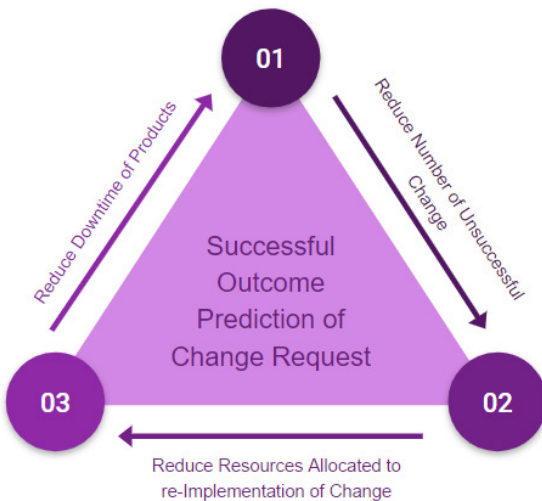 01
Reduce Downtime of Products
Reduce Number of Unsuccessful
Change
Successful
Outcome
Prediction of
Change Request
03
02
Reduce Resources Allocated to
re-Implementation of Change